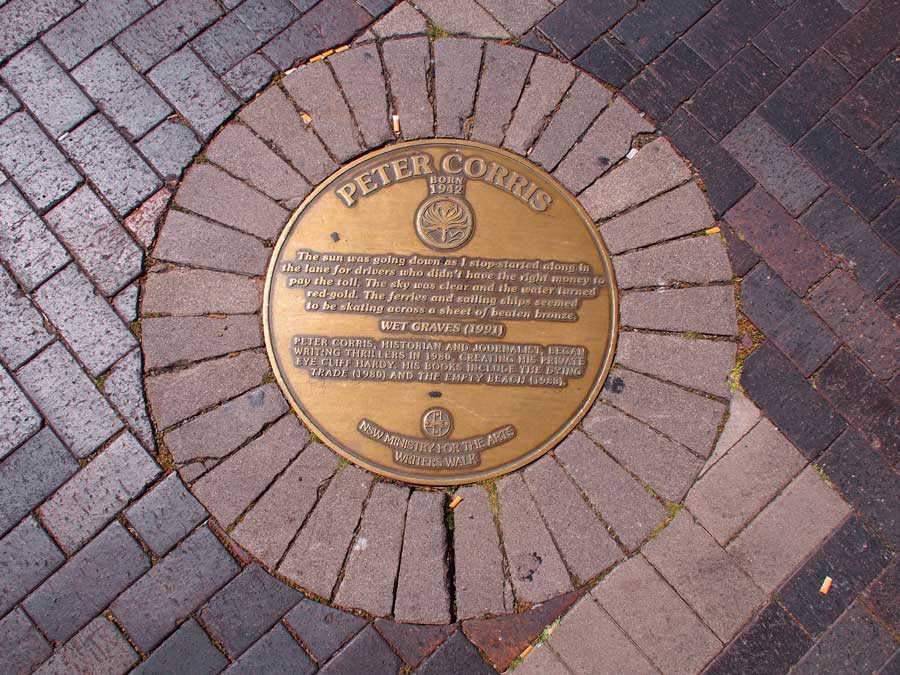 PETER CORRIS
BORN
1942
The sun was going down as I stop-started along in
the lane for drivers who didn't have the right money to
pay the toll. The sky was clear and the water turned
red-gold. The ferries and sailing ships seemed
to be skating across a sheet of beaten bronze.
WET GRAVES (1991)
PETER CORRIS, HISTORIAN AND JOURNALIST, BEGAN
WRITING THRILLERS IN 1980, CREATING HIS PRIVATE
EYE CLIFF HARDY. HIS BOOKS INCLUDE THE DYING
TRADE (1980) AND THE EMPTY BEACH (1983).
NSW MINISTRY FOR THE ARTS
WRITERS WALK